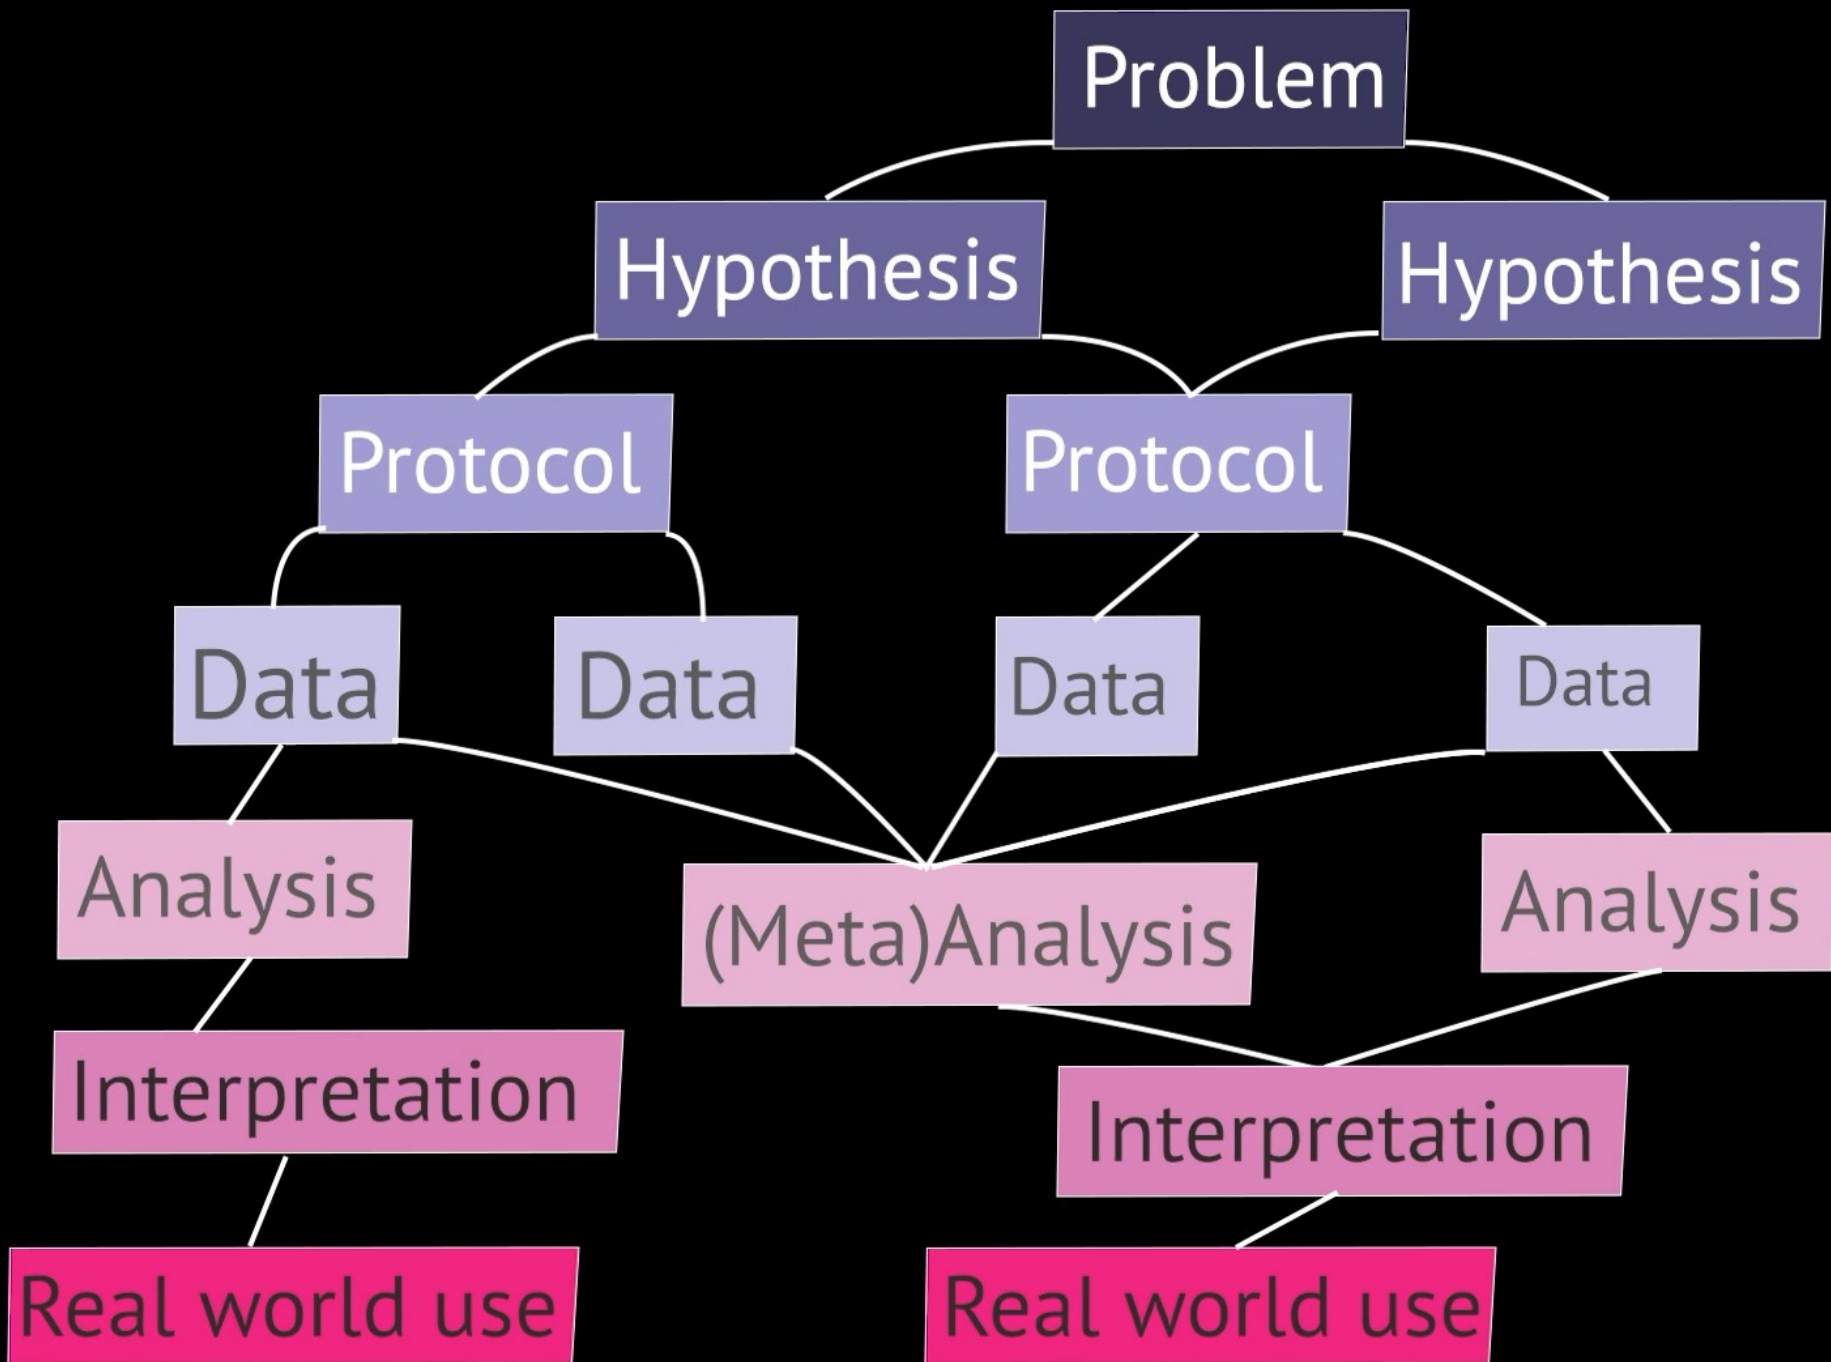 Problem
Hypothesis
Hypothesis
Protocol
Protocol
Data
Data
Data
Data
Analysis
(Meta)Analysis
Analysis
Interpretation
Interpretation
Real world use
Real world use